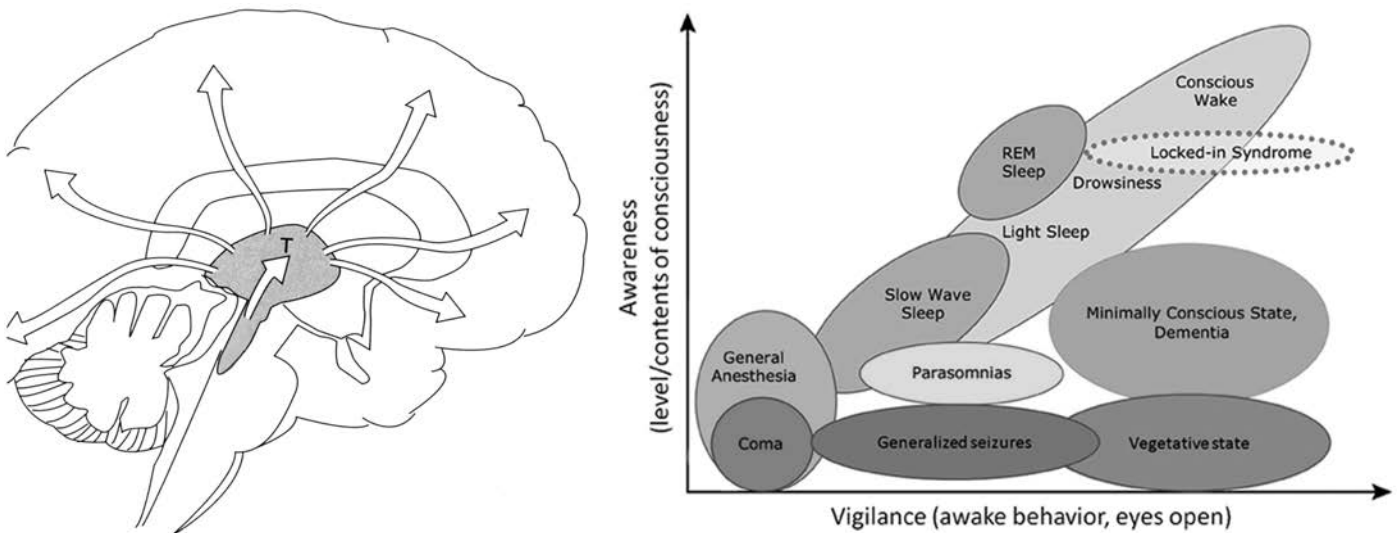 T
Awareness
(level/contents of consciousness)
Conscious
Wake
REM
Sleep
Locked-in Syndrome
Drowsiness
Light Sleep
Slow Wave
Sleep
Minimally Conscious State,
Dementia
General
Anesthesia
Parasomnias
Coma
Generalized seizures
Vegetative state
Vigilance (awake behavior, eyes open)